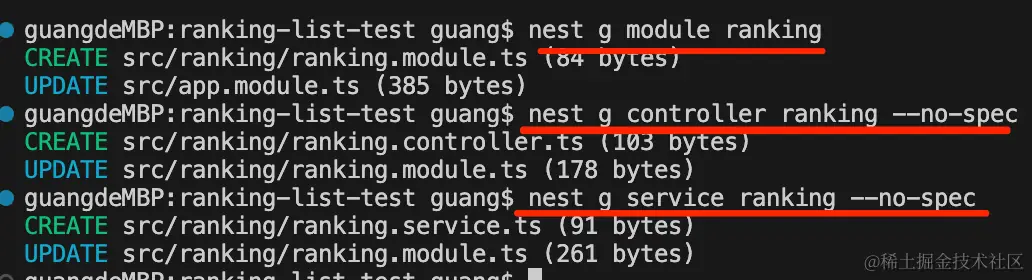 guangdeMBP:ranking-list-test guang$ nest g module ranking
CREATE src/ranking/ranking.module.ts (84 bytes)
UPDATE src/app.module.ts (385 bytes)
guangdeMBP:ranking-list-test guang$ nest g controller ranking --no-spec
CREATE src/ranking/ranking.controller.ts (103 bytes)
UPDATE src/ranking/ranking.module.ts (178 bytes)
guangdeMBP:ranking-list-test guang$ nest g service ranking --no-spec
CREATE src/ranking/ranking.service.ts (91 bytes)
UPDATE src/ranking/ranking.module.ts (261 bytes)
guangdeMBP:ranking-list-test guang$
@稀土掘金技术社区